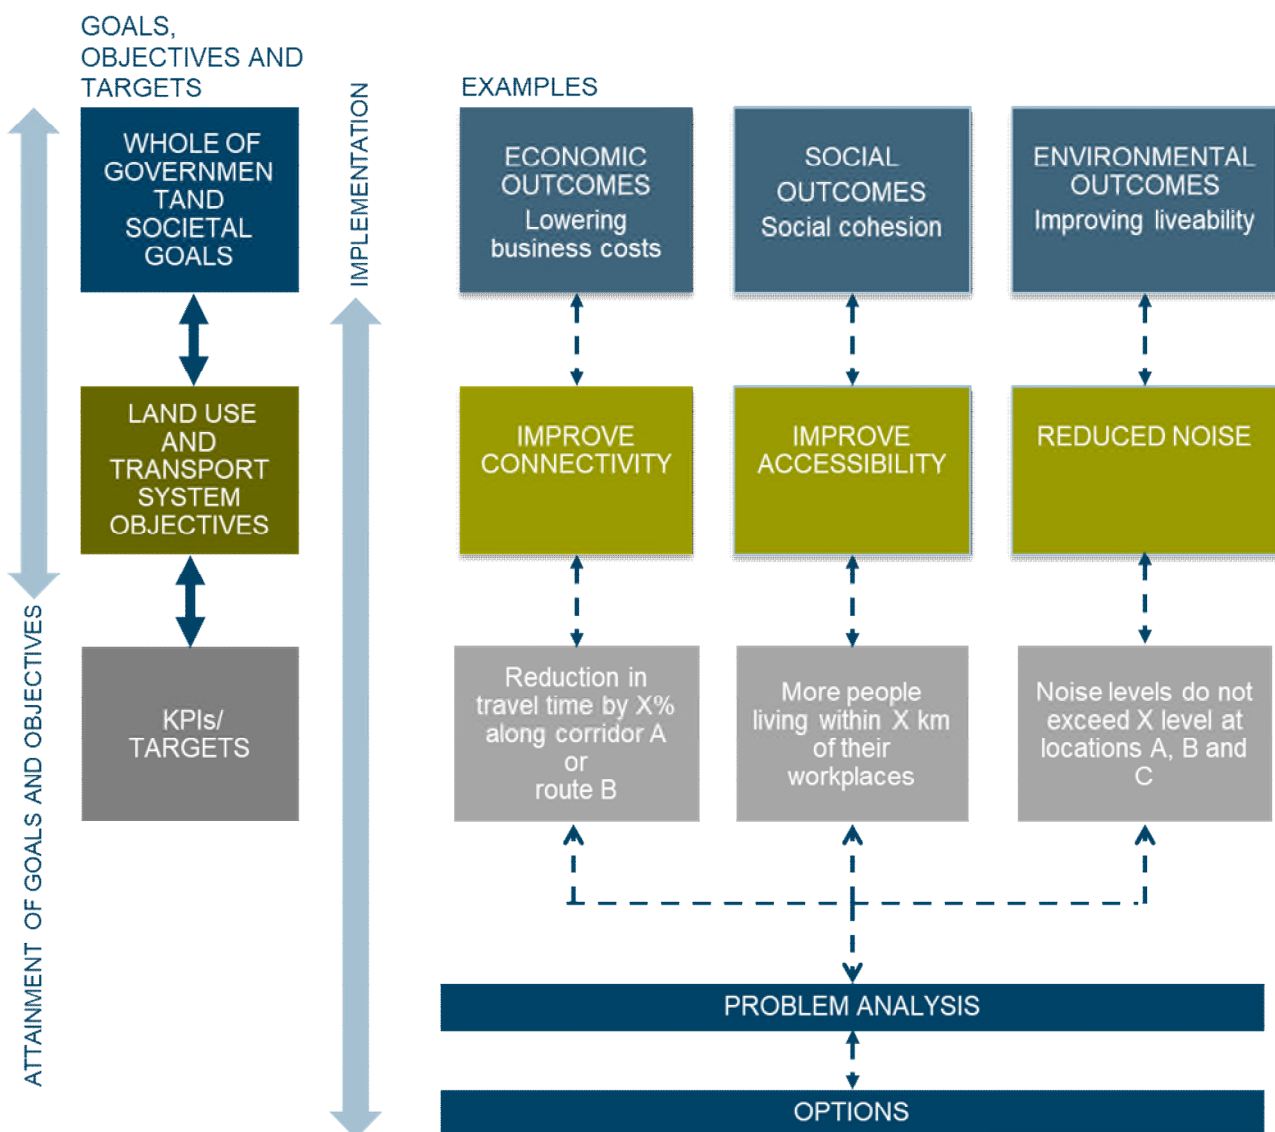 GOALS,
OBJECTIVES AND
TARGETS
IMPLEMENTATION
EXAMPLES
WHOLE OF
GOVERNMEN
TAND
SOCIETAL
GOALS
ECONOMIC
OUTCOMES
Lowering
business costs
SOCIAL
OUTCOMES
Social cohesion
ENVIRONMENTAL
OUTCOMES
Improving liveability
LAND USE
AND
TRANSPORT
SYSTEM
OBJECTIVES
IMPROVE
CONNECTIVITY
IMPROVE
ACCESSIBILITY
REDUCED NOISE
ATTAINMENT OF GOALS AND OBJECTIVES
KPIs/
TARGETS
Reduction in
travel time by X%
along corridor A
or
route B
More people
living within X km
of their
workplaces
Noise levels do not
exceed X level at
locations A, B and
C
PROBLEM ANALYSIS
OPTIONS